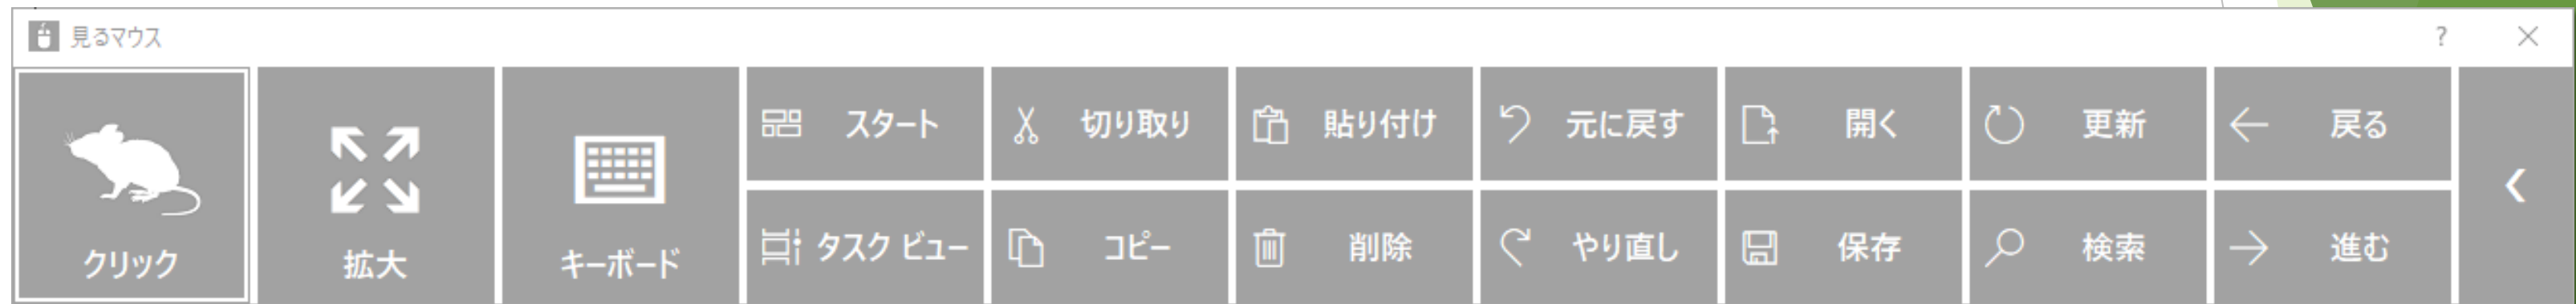 見るマウス
?
クリック
拡大
キーボード
スタート
切り取り
貼り付け
元に戻す
開く
更新
戻る
タスク ビュー
コピー
削除
やり直し
保存
検索
進む